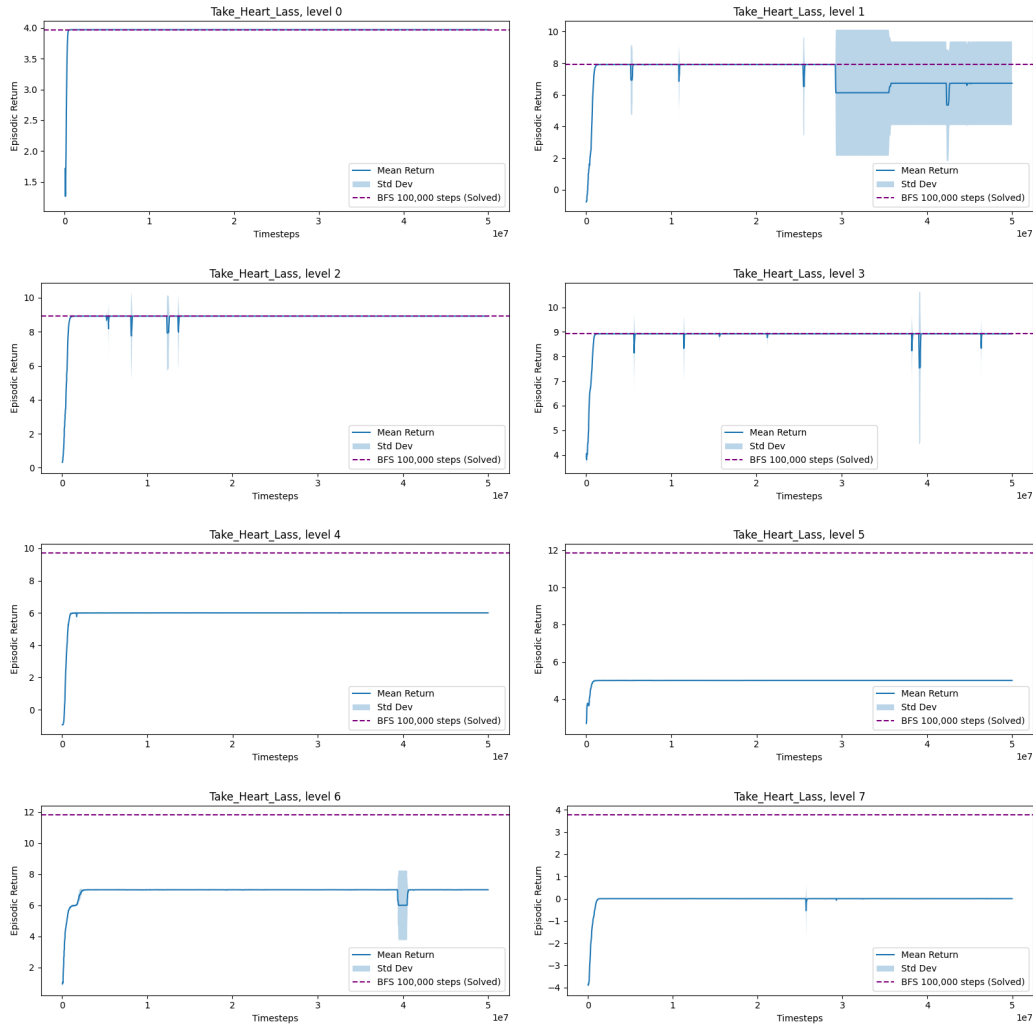 Take_Heart_Lass, level 0
4.0
3.5
3.0
2.5
2.0
1.5
Episodic Return
Mean Return
Std Dev
BFS 100,000 steps (Solved)
0
1
2
3
4
5
1e7
Timesteps
Take_Heart_Lass, level 1
10
8
6
4
2
0
Episodic Return
Mean Return
Std Dev
BFS 100,000 steps (Solved)
0
1
2
3
4
5
1e7
Timesteps
Take_Heart_Lass, level 2
10
8
6
4
2
0
Episodic Return
Mean Return
Std Dev
BFS 100,000 steps (Solved)
0
1
2
3
4
5
1e7
Timesteps
Take_Heart_Lass, level 3
11
10
9
8
7
6
5
4
Episodic Return
Mean Return
Std Dev
BFS 100,000 steps (Solved)
0
1
2
3
4
5
1e7
Timesteps
Take_Heart_Lass, level 4
10
8
6
4
2
0
Episodic Return
Mean Return
Std Dev
BFS 100,000 steps (Solved)
0
1
2
3
4
5
1e7
Timesteps
Take_Heart_Lass, level 5
12
10
8
6
4
Episodic Return
Mean Return
Std Dev
BFS 100,000 steps (Solved)
0
1
2
3
4
5
1e7
Timesteps
Take_Heart_Lass, level 6
12
10
8
6
4
2
Episodic Return
Mean Return
Std Dev
BFS 100,000 steps (Solved)
0
1
2
3
4
5
1e7
Timesteps
Take_Heart_Lass, level 7
4
3
2
1
0
−1
−2
−3
−4
Episodic Return
Mean Return
Std Dev
BFS 100,000 steps (Solved)
0
1
2
3
4
5
1e7
Timesteps